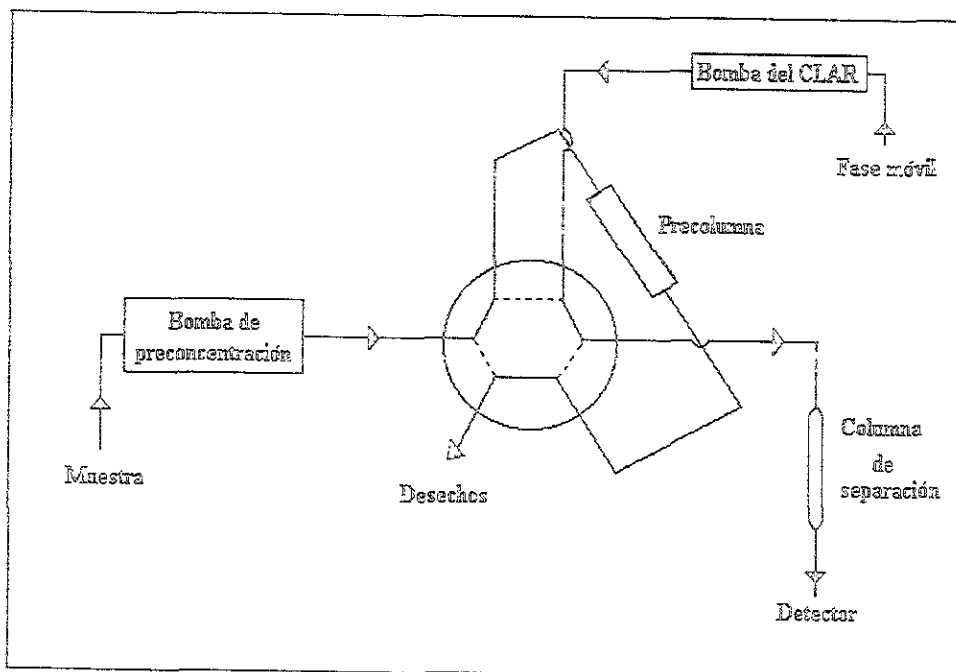 Bomba del CLAR
Fase móvil
Precolumna
Bomba de
preconcentración
Muestra
Desechos
Columna
de
separación
Detector